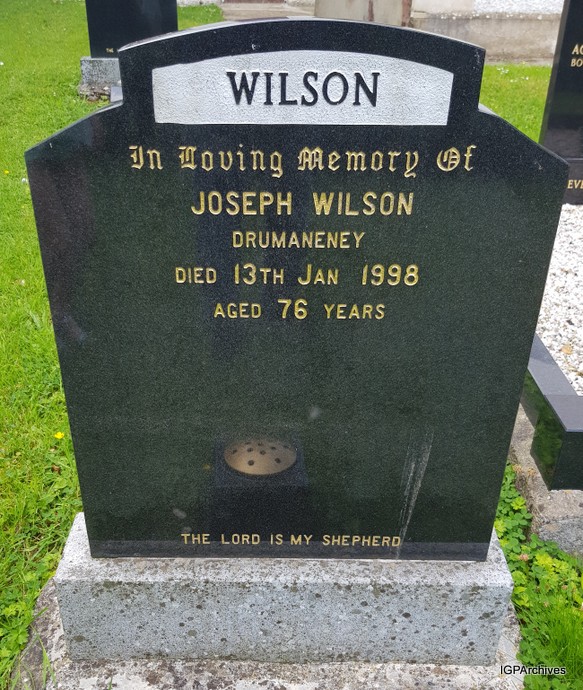 WILSON
In Loving Memory Of
JOSEPH WILSON
DRUMANENEY
DIED 13TH JAN 1998
AGED 76 YEARS
THE LORD IS MY SHEPHERD
IGPArchives